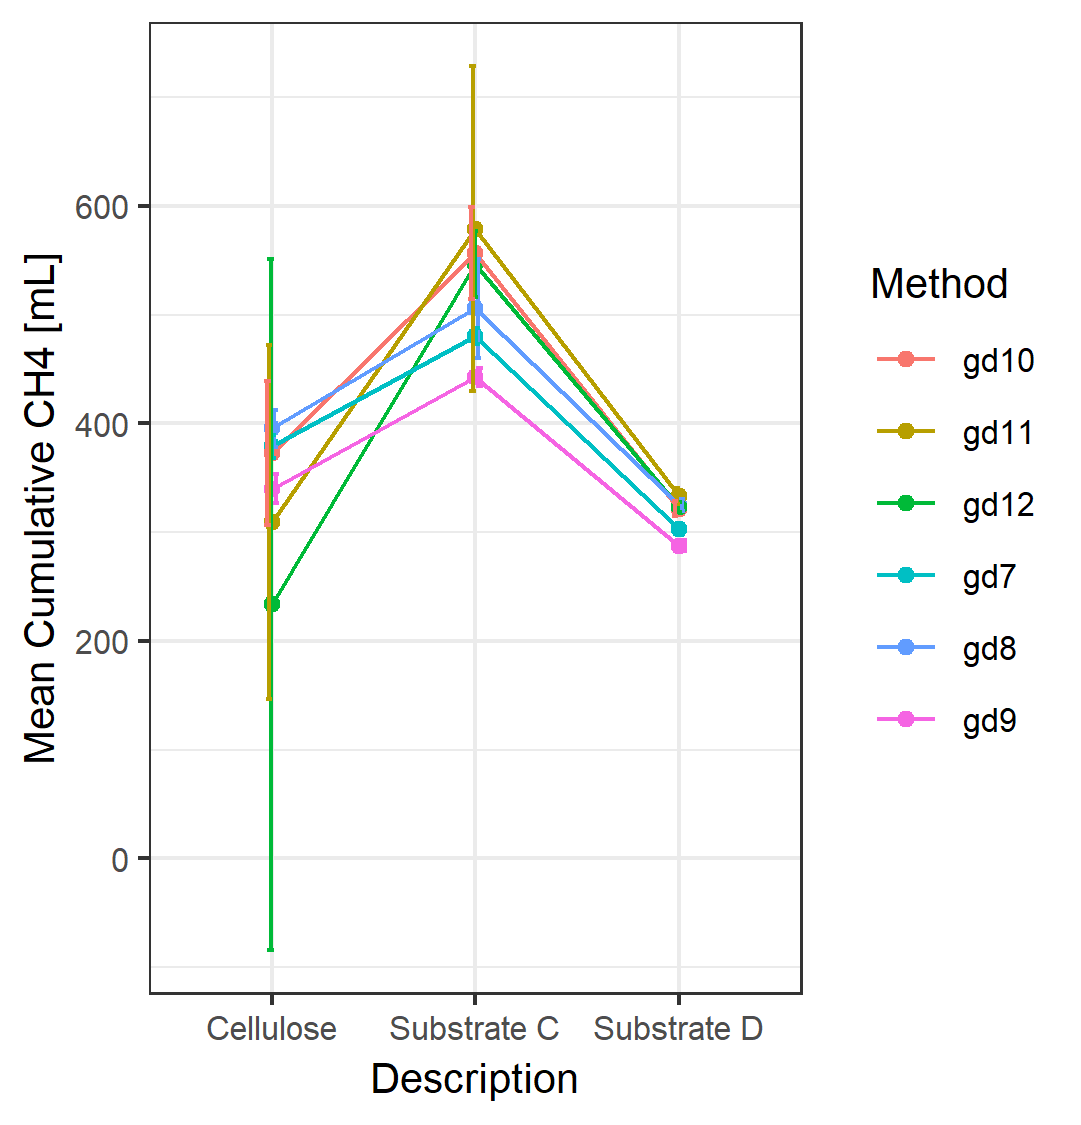 Mean Cumulative CH4 [mL]
600
400
200
0
Cellulose
Substrate C
Substrate D
Description
Method
gd10
gd11
gd12
gd7
gd8
gd9